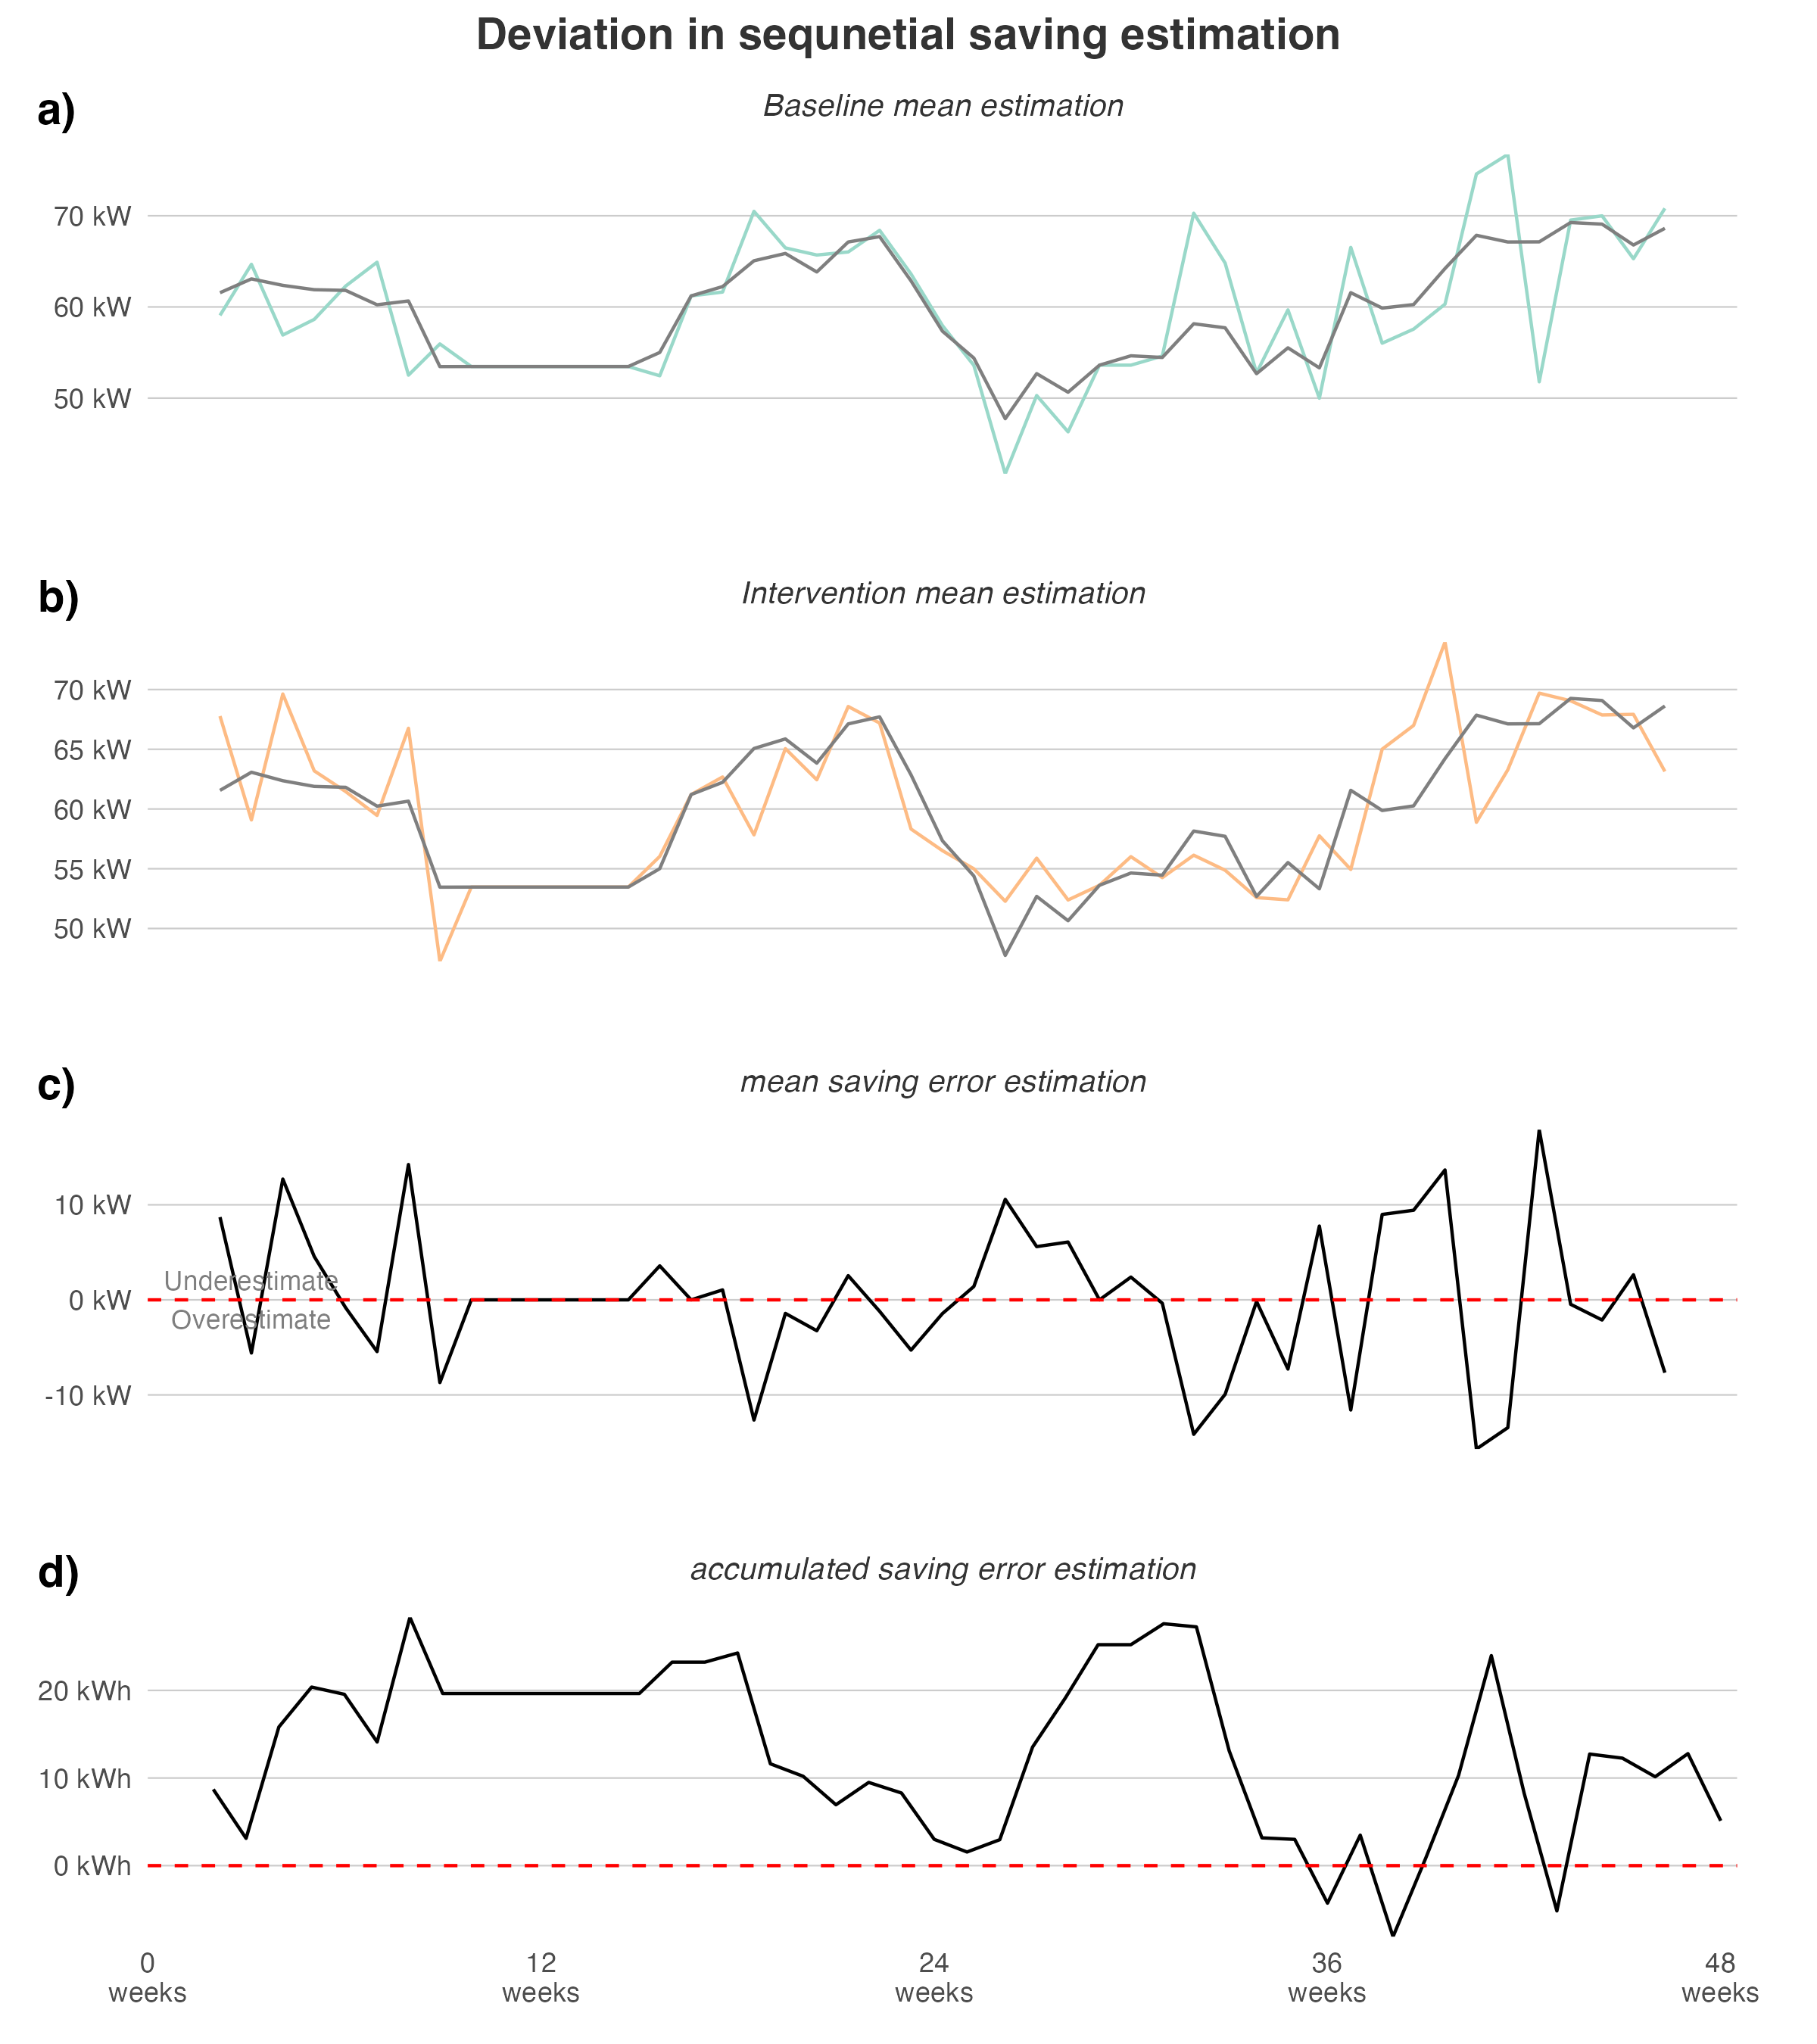 Deviation in sequnetial saving estimation
a)
Baseline mean estimation
70 kW
60 kW
50 kW
b)
Intervention mean estimation
70 kW
65 kW
60 kW
55 kW
50 kW
c)
mean saving error estimation
10 kW
Underestimate
0 kW
Overestimate
-10 kW
d)
accumulated saving error estimation
20 kWh
10 kWh
0 kWh
0 12 24 36 48
weeks weeks weeks weeks weeks